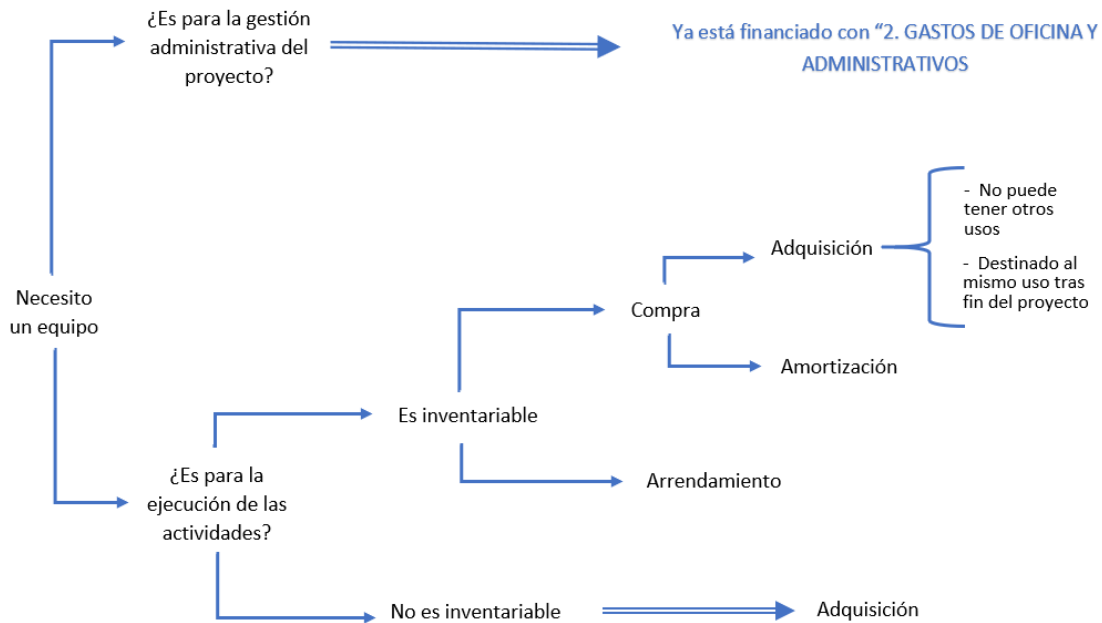 ¿Es para la gestión
administrativa del
proyecto?
Ya está financiado con “2. GASTOS DE OFICINA Y
ADMINISTRATIVOS
Necesito
un equipo
¿Es para la
ejecución de las
actividades?
Es inventariable
Compra
Adquisición
- No puede
tener otros
usos
- Destinado al
mismo uso tras
fin del proyecto
Amortización
Arrendamiento
No es inventariable
Adquisición